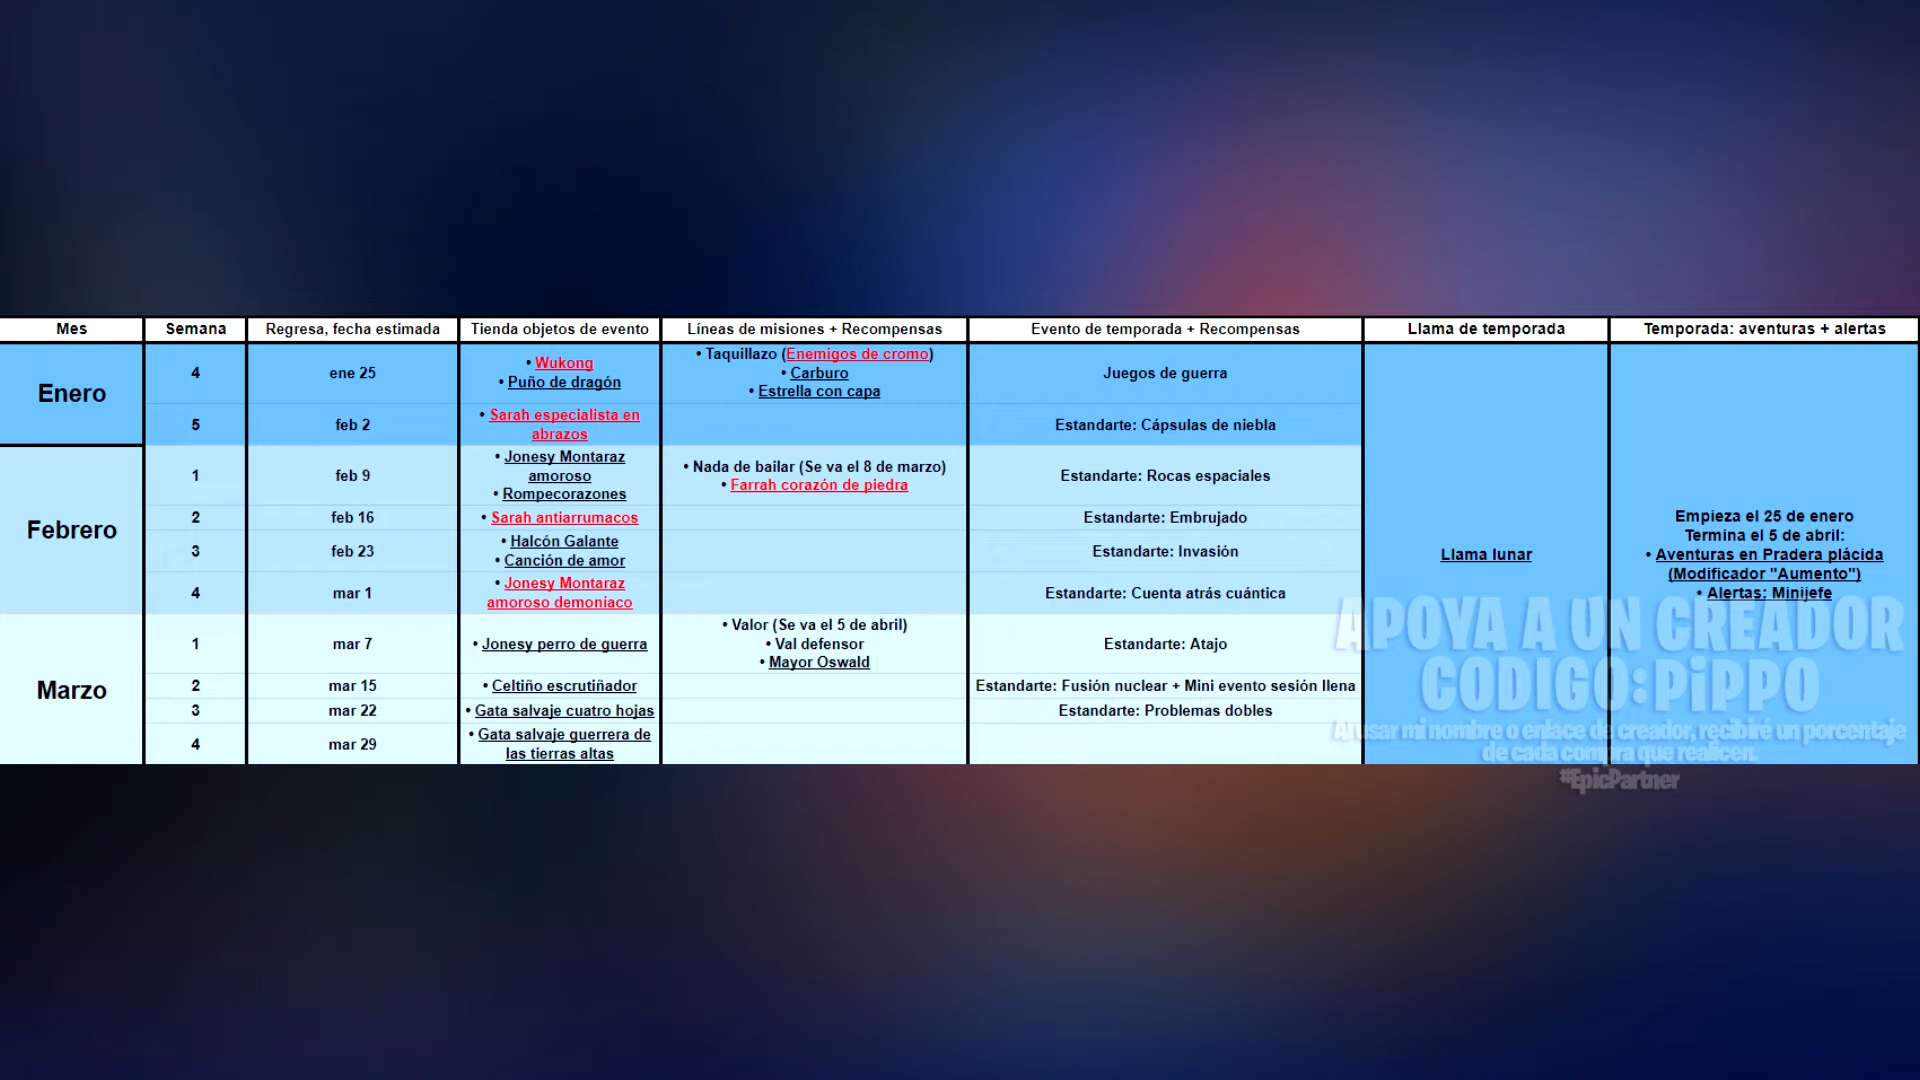 Mes Semana Regresa, fecha estimada Tienda objetos de evento Líneas de misiones + Recompensas Evento de temporada + Recompensas Llama de temporada Temporada: aventuras + alertas
Enero
4 ene 25
• Wukong
• Puño de dragón
• Taquillazo (Enemigos de cromo)
• Carburo
• Estrella con capa
Juegos de guerra
5 feb 2
• Sarah especialista en
abrazos
Estandarte: Cápsulas de niebla
Febrero
1 feb 9
• Jonesy Montaraz
amoroso
• Rompecorazones
• Nada de bailar (Se va el 8 de marzo)
• Farrah corazón de piedra
Estandarte: Rocas espaciales
2 feb 16
• Sarah antiarrumacos
Estandarte: Embrujado
3 feb 23
• Halcón Galante
• Canción de amor
Estandarte: Invasión
4 mar 1
• Jonesy Montaraz
amoroso demoníaco
Estandarte: Cuenta atrás cuántica
Marzo
1 mar 7
• Jonesy perro de guerra
• Valor (Se va el 5 de abril)
• Val defensor
• Mayor Oswald
Estandarte: Atajo
2 mar 15
• Celtiño escrutiñador
Estandarte: Fusión nuclear + Mini evento sesión llena
3 mar 22
• Gata salvaje cuatro hojas
Estandarte: Problemas dobles
4 mar 29
• Gata salvaje guerrera de
las tierras altas
Llama lunar
Empieza el 25 de enero
Termina el 5 de abril:
• Aventuras en Pradera plácida
(Modificador "Aumento")
• Alertas: Minijefe
APOYA A UN CREADOR
CODIGO:PiPPO
Al usar mi nombre o enlace de creador, recibiré un porcentaje
de cada compra que realicen.
#EpicPartner